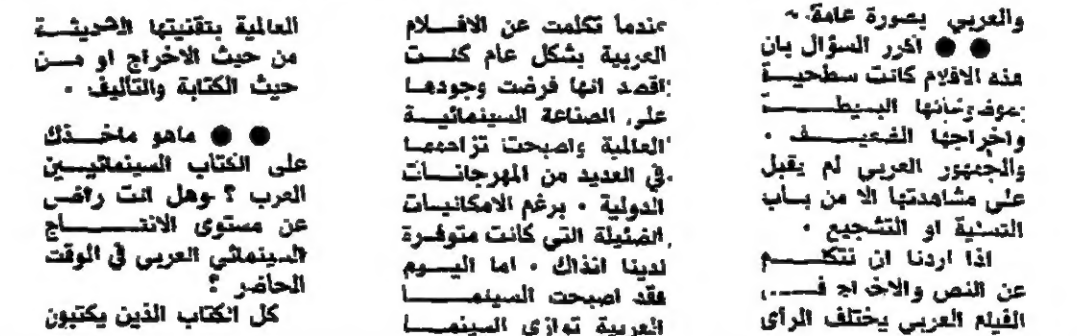 والعربي بصورة عامة .
●● اكرر السؤال بان
هذه الافلام كانت سطحية
بموضوعاتها البسيطة
واخراجها الضعيف .
والجمهور العربي لم يقبل
على مشاهدتها الا من باب
التسلية او التشجيع .
اذا اردنا ان نتكلم
عن النص والاخراج فــ
الفيلم العربي يختلف الرأي
عندما تكلمت عن الافلام
العربية بشكل عام كنت
اقصد انها فرضت وجودها
على الصناعة السينمائية
العالمية واصبحت تزاحمها
في العديد من المهرجانات
الدولية . برغم الامكانيات
الضئيلة التي كانت متوفرة
لدينا انذاك . اما اليوم
فقد اصبحت السينما
العربية توازي السينما
العالمية بتقنيتها الحديثة
من حيث الاخراج او من
حيث الكتابة والتأليف .
●● ماهو ماخذك
على الكتاب السينمائيين
العرب ؟ وهل انت راض
عن مستوى الانتاج
السينمائي العربي في الوقت
الحاضر ؟
كل الكتاب الذين يكتبون